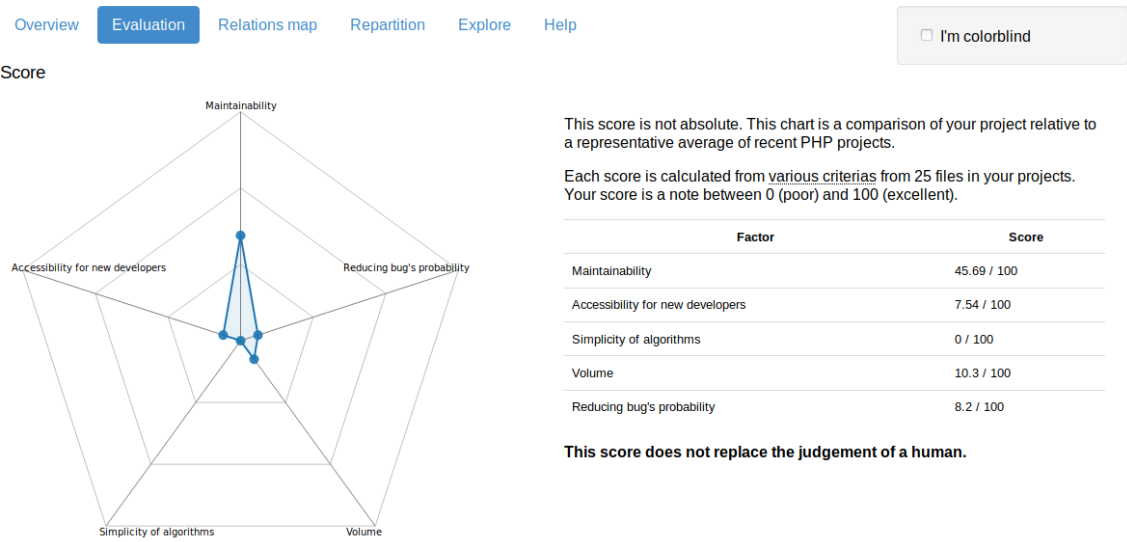 Overview Evaluation Relations map Repartition Explore Help
I'm colorblind
Score
Maintainability
Accessibility for new developers
Reducing bug's probability
Simplicity of algorithms
Volume
This score is not absolute. This chart is a comparison of your project relative to
a representative average of recent PHP projects.
Each score is calculated from various criterias from 25 files in your projects.
Your score is a note between 0 (poor) and 100 (excellent).
Factor Score
Maintainability 45.69 / 100
Accessibility for new developers 7.54 / 100
Simplicity of algorithms 0 / 100
Volume 10.3 / 100
Reducing bug's probability 8.2 / 100
This score does not replace the judgement of a human.